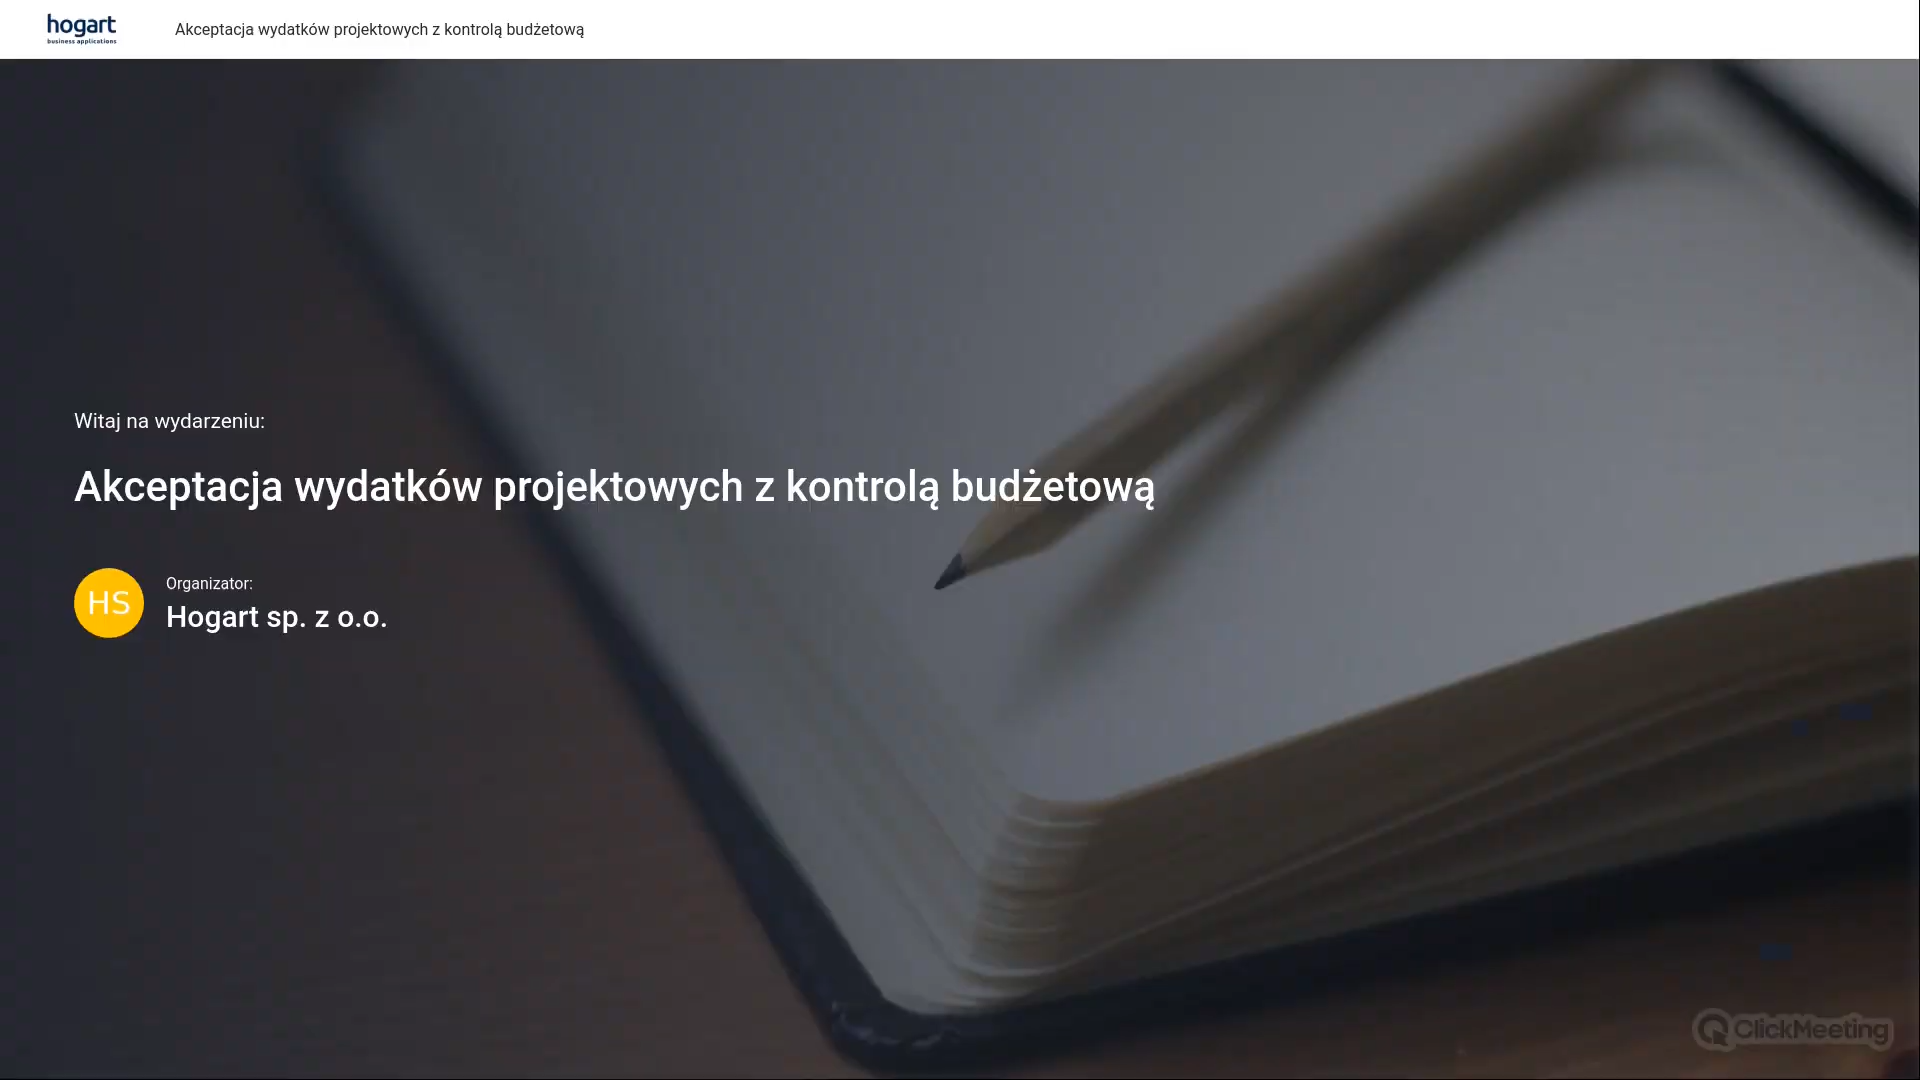 hogart
business applications
Akceptacja wydatków projektowych z kontrolą budżetową
Witaj na wydarzeniu:
Akceptacja wydatków projektowych z kontrolą budżetową
HS
Organizator:
Hogart sp. z o.o.
ClickMeeting